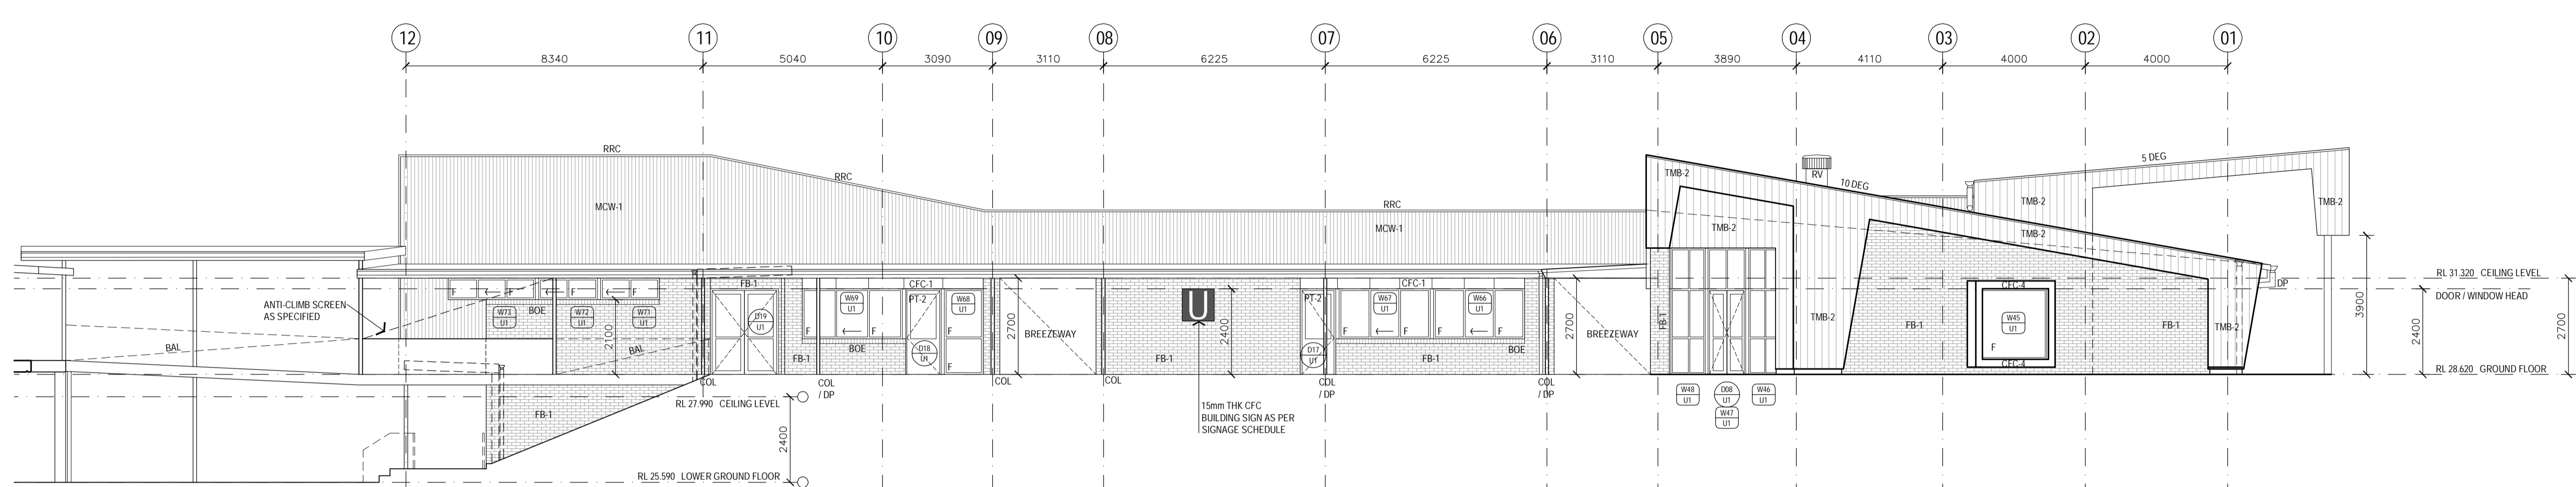 12 11 10 09 08 07 06 05 04 03 02 01
8340 5040 3090 3110 6225 6225 3110 3890 4110 4000 4000
RRC
RRC
RRC
MCW-1
MCW-1
5 DEG
10 DEG
RV
TMB-2
TMB-2
TMB-2
TMB-2
TMB-2
TMB-2
TMB-2
ANTI-CLIMB SCREEN
AS SPECIFIED
BAL
BAL
F F F F F
W73
U1
BOE
W72
U1
W71
U1
2100
FB-1
D19
U1
FB-1
F
W69
U1
F
BOE
CFC-1
PT-2
D18
U1
W68
U1
F
F
2700
BREEZEWAY
FB-1
U
2400
PT-2
D17
U1
CFC-1
F
W67
U1
F F
W66
U1
F
FB-1
BOE
2700
BREEZEWAY
FB-1
FB-1
CFC-4
W45
U1
F
CFC-4
FB-1
DP
3900
2400
2700
RL 31.320 CEILING LEVEL
DOOR / WINDOW HEAD
RL 28.620 GROUND FLOOR
COL
COL
/ DP
COL
COL
COL
/ DP
COL
/ DP
W48
U1
D08
U1
W47
U1
W46
U1
FB-1
RL 27.990 CEILING LEVEL
2400
RL 25.590 LOWER GROUND FLOOR
15mm THK CFC
BUILDING SIGN AS PER
SIGNAGE SCHEDULE